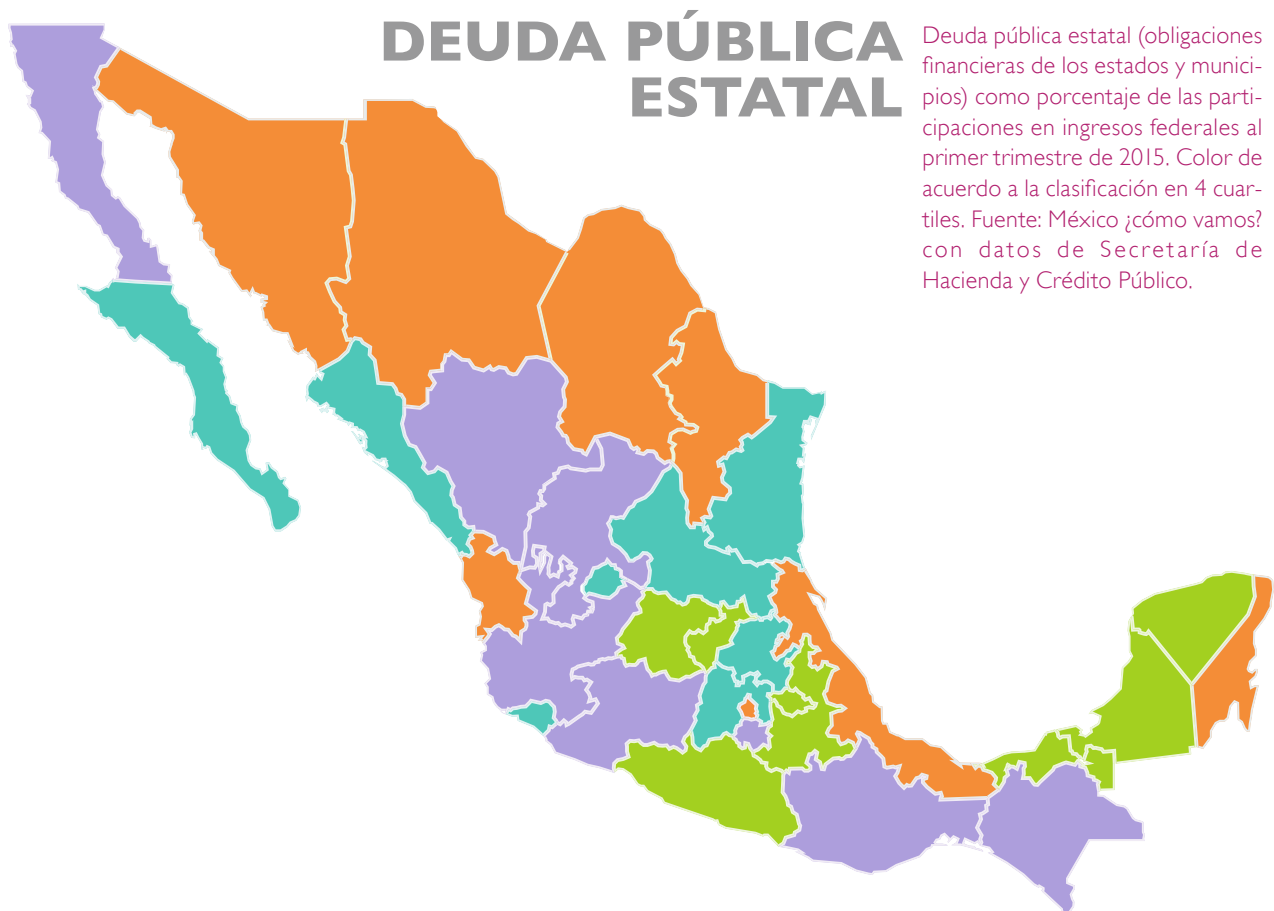 DEUDA PÚBLICA
ESTATAL
Deuda pública estatal (obligaciones
financieras de los estados y munici-
pios) como porcentaje de las parti-
cipaciones en ingresos federales al
primer trimestre de 2015. Color de
acuerdo a la clasificación en 4 cuar-
tiles. Fuente: México ¿cómo vamos?
con datos de Secretaría de
Hacienda y Crédito Público.